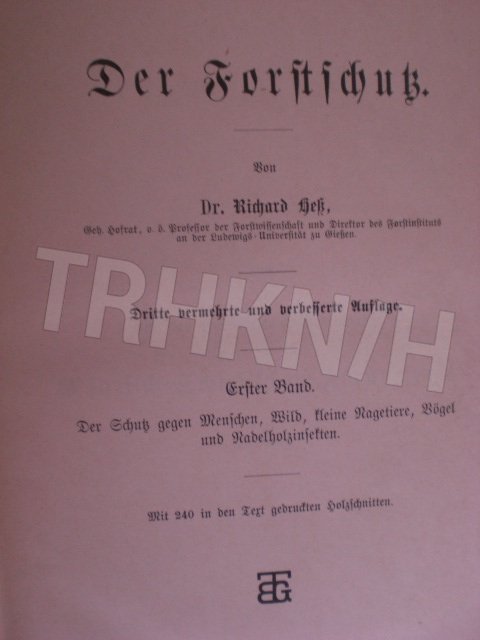 Der Forstschutz.
Von
Dr. Richard Heß,
Geh. Hofrat, o. ö. Professor der Forstwissenschaft und Direktor des Forstinstituts
an der Ludewigs-Universität zu Gießen.
TRHKN/H
Dritte vermehrte und verbesserte Auflage.
Erster Band.
Der Schutz gegen Menschen, Wild, kleine Nagetiere, Vögel
und Nadelholzinsekten.
Mit 240 in den Text gedruckten Holzschnitten.
BTG